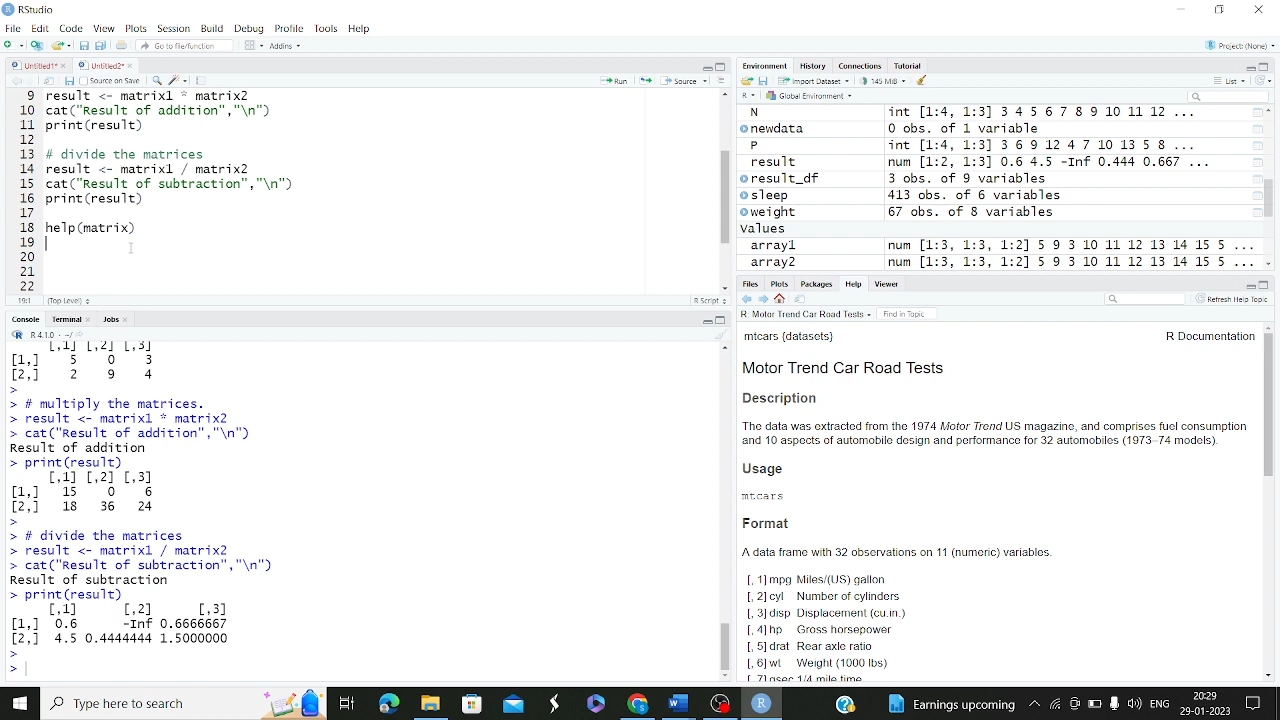 RStudio
File Edit Code View Plots Session Build Debug Profile Tools Help
Go to file/function Addins Project: (None)
Untitled1* Untitled2*
Source on Save Run Source
9 result <- matrix1 * matrix2
10 cat("Result of addition","\n")
11 print(result)
12
13 # divide the matrices
14 result <- matrix1 / matrix2
15 cat("Result of subtraction","\n")
16 print(result)
17
18 help(matrix)
19
20
21
22
19:1 (Top Level) R Script
Console Terminal Jobs
R 4.1.0 · ~/
[,1] [,2] [,3]
[1,] 5 0 3
[2,] 2 9 4
>
> # multiply the matrices.
> result <- matrix1 * matrix2
> cat("Result of addition","\n")
Result of addition
> print(result)
[,1] [,2] [,3]
[1,] 15 0 6
[2,] 18 36 24
>
> # divide the matrices
> result <- matrix1 / matrix2
> cat("Result of subtraction","\n")
Result of subtraction
> print(result)
[,1] [,2] [,3]
[1,] 0.6 -Inf 0.6666667
[2,] 4.5 0.4444444 1.5000000
>
>
Environment History Connections Tutorial
Import Dataset 145 MiB List
R Global Environment
N int [1:4, 1:3] 3 4 5 6 7 8 9 10 11 12 ...
newdata 0 obs. of 1 variable
P int [1:4, 1:3] 3 6 9 12 4 7 10 13 5 8 ...
result num [1:2, 1:3] 0.6 4.5 -Inf 0.444 0.667 ...
result_df 3 obs. of 9 variables
sleep 413 obs. of 6 variables
weight 67 obs. of 8 variables
Values
array1 num [1:3, 1:3, 1:2] 5 9 3 10 11 12 13 14 15 5 ...
array2 num [1:3, 1:3, 1:2] 5 9 3 10 11 12 13 14 15 5 ...
Files Plots Packages Help Viewer
Refresh Help Topic
R: Motor Trend Car Road Tests Find in Topic
mtcars {datasets} R Documentation
Motor Trend Car Road Tests
Description
The data was extracted from the 1974 Motor Trend US magazine, and comprises fuel consumption
and 10 aspects of automobile design and performance for 32 automobiles (1973–74 models).
Usage
mtcars
Format
A data frame with 32 observations on 11 (numeric) variables.
[, 1] mpg Miles/(US) gallon
[, 2] cyl Number of cylinders
[, 3] disp Displacement (cu.in.)
[, 4] hp Gross horsepower
[, 5] drat Rear axle ratio
[, 6] wt Weight (1000 lbs)
[, 7] qsec 1/4 mile time
Type here to search
Earnings upcoming ENG 20:29
29-01-2023